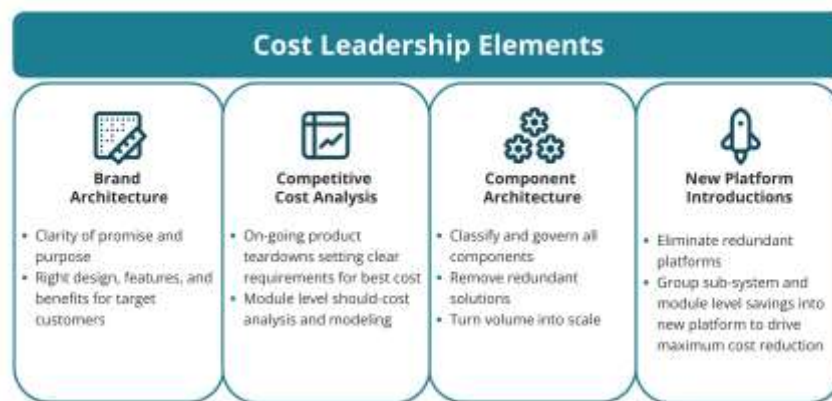 Cost Leadership Elements
Brand
Architecture
• Clarity of promise and
purpose
• Right design, features, and
benefits for target
customers
Competitive
Cost Analysis
• On-going product
teardowns setting clear
requirements for best cost
• Module level should-cost
analysis and modeling
Component
Architecture
• Classify and govern all
components
• Remove redundant
solutions
• Turn volume into scale
New Platform
Introductions
• Eliminate redundant
platforms
• Group sub-system and
module level savings into
new platform to drive
maximum cost reduction